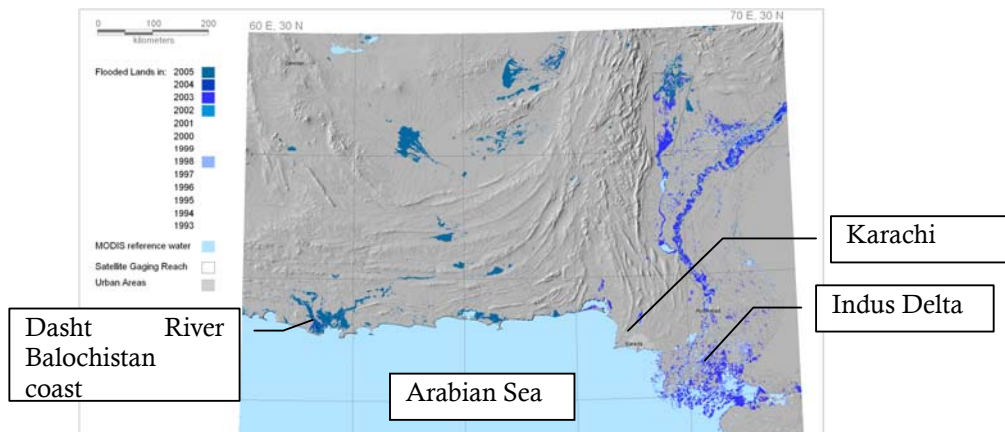 0 100 200
kilometers
60 E, 30 N
70 E, 30 N
Flooded Lands in: 2005
2004
2003
2002
2001
2000
1999
1998
1997
1996
1995
1994
1993
MODIS reference water
Satellite Gaging Reach
Urban Areas
Karachi
Indus Delta
Dasht River
Balochistan
coast
Arabian Sea
Karachi